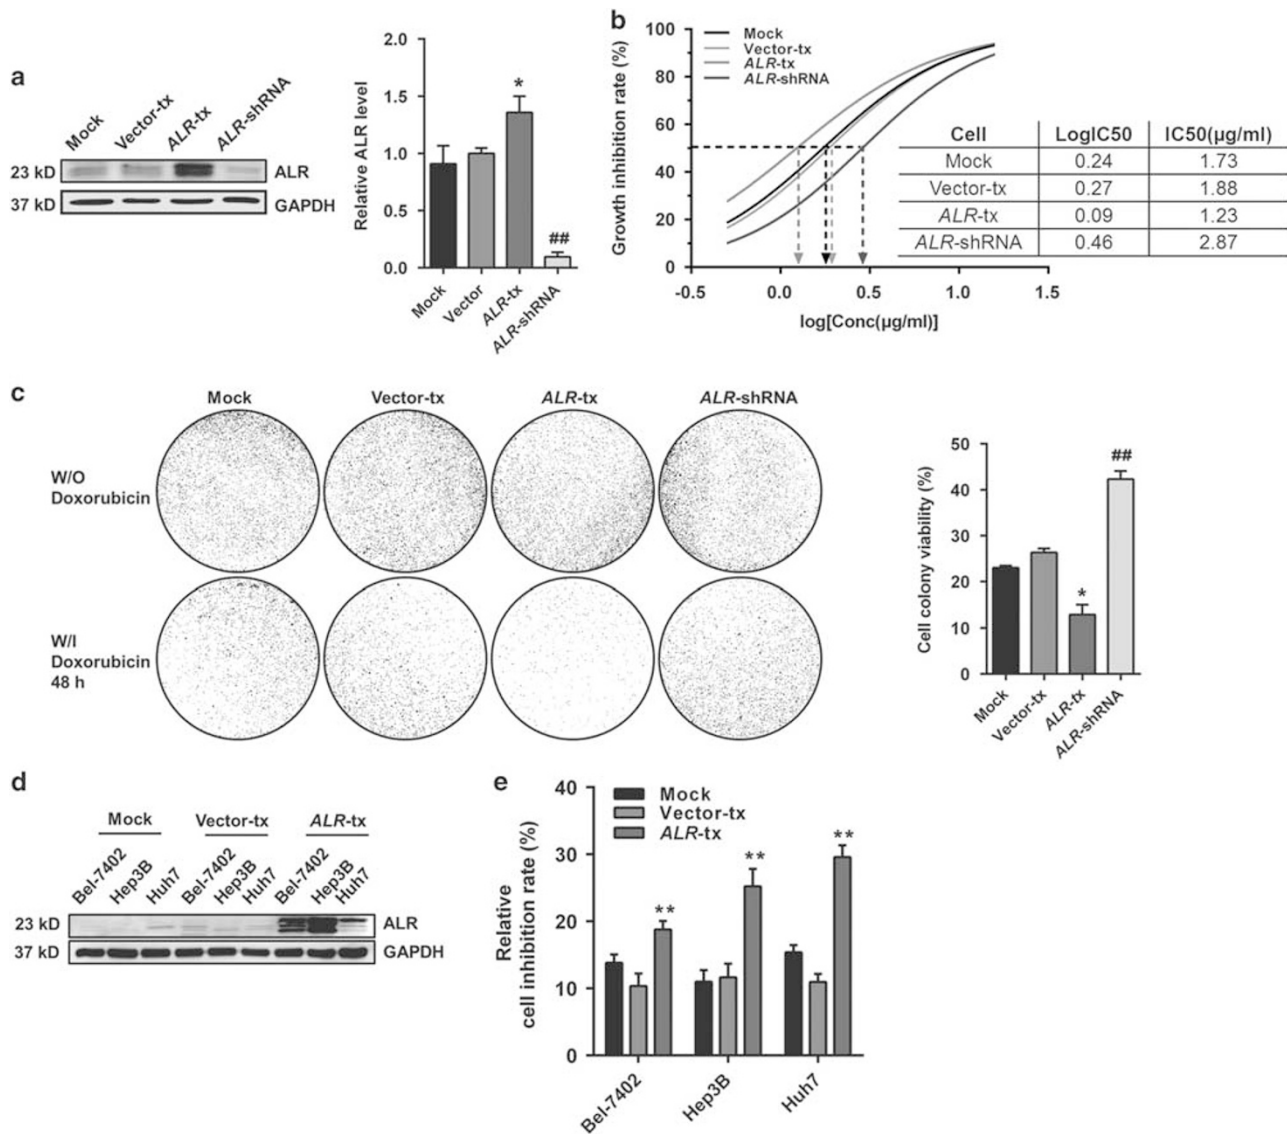 a
Mock
Vector-tx
ALR-tx
ALR-shRNA
23 kD
ALR
37 kD
GAPDH
Relative ALR level
2.0
1.5
1.0
0.5
0.0
*
##
Mock
Vector
ALR-tx
ALR-shRNA
b
Growth inhibition rate (%)
100
80
60
40
20
0
Mock
Vector-tx
ALR-tx
ALR-shRNA
-0.5 0.0 0.5 1.0 1.5
log[Conc(µg/ml)]
Cell LogIC50 IC50(µg/ml)
Mock 0.24 1.73
Vector-tx 0.27 1.88
ALR-tx 0.09 1.23
ALR-shRNA 0.46 2.87
c
Mock Vector-tx ALR-tx ALR-shRNA
W/O
Doxorubicin
W/I
Doxorubicin
48 h
Cell colony viability (%)
50
40
30
20
10
0
*
##
Mock
Vector-tx
ALR-tx
ALR-shRNA
d
Mock Vector-tx ALR-tx
Bel-7402
Hep3B
Huh7
Bel-7402
Hep3B
Huh7
Bel-7402
Hep3B
Huh7
23 kD
ALR
37 kD
GAPDH
e
Relative
cell inhibition rate (%)
40
30
20
10
0
Mock
Vector-tx
ALR-tx
**
**
**
Bel-7402
Hep3B
Huh7